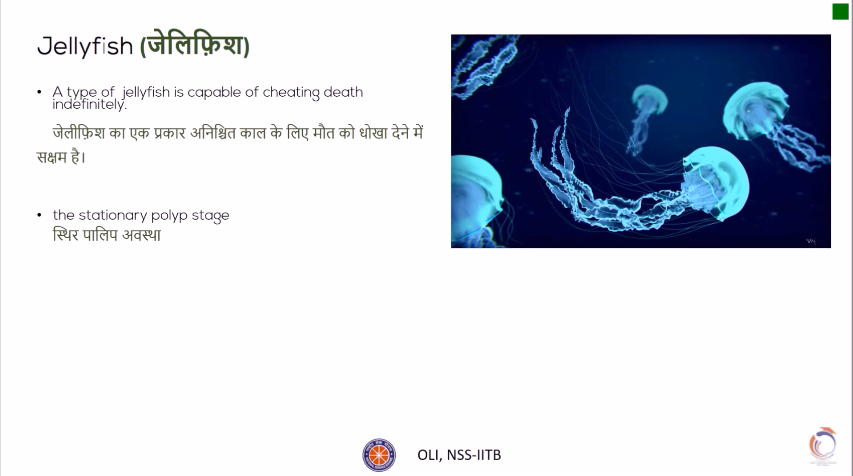 Jellyfish (जेलिफ़िश)
• A type of jellyfish is capable of cheating death
indefinitely.
जेलीफ़िश का एक प्रकार अनिश्चित काल के लिए मौत को धोखा देने में
सक्षम है।
• the stationary polyp stage
स्थिर पालिप अवस्था
OLI, NSS-IITB